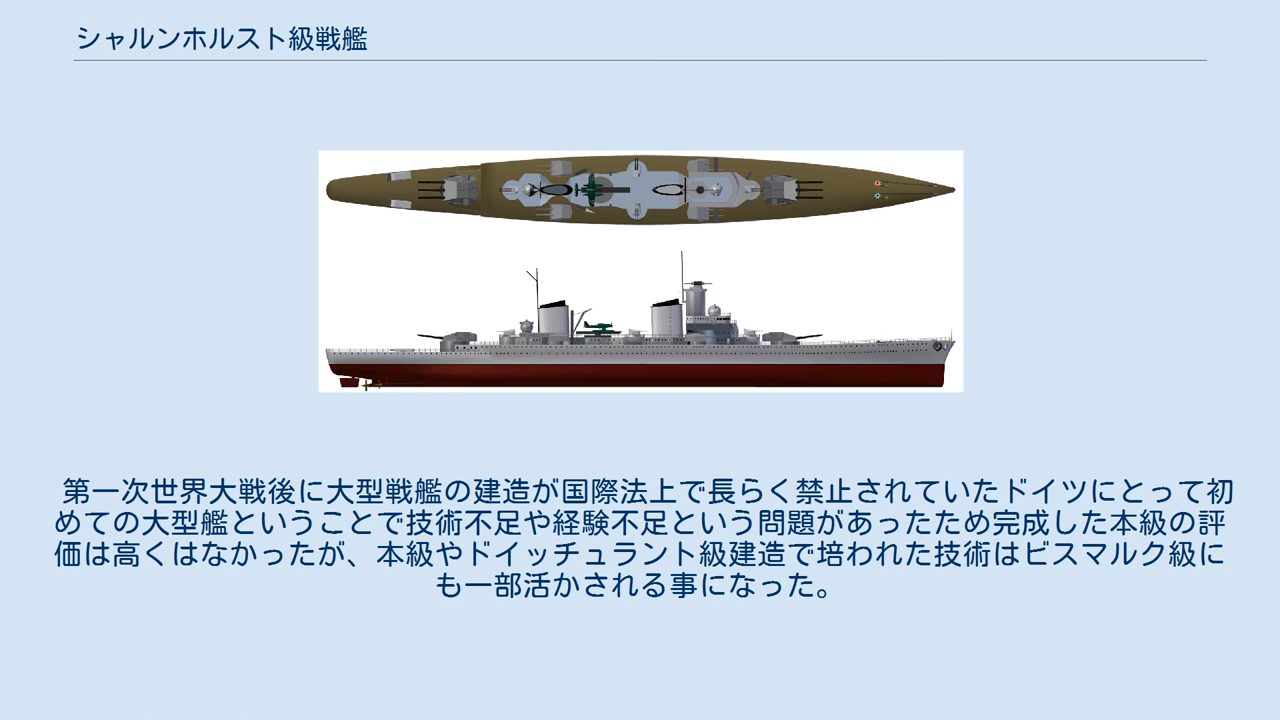 シャルンホルスト級戦艦
第一次世界大戦後に大型戦艦の建造が国際法上で長らく禁止されていたドイツにとって初
めての大型艦ということで技術不足や経験不足という問題があったため完成した本級の評
価は高くはなかったが、本級やドイッチュラント級建造で培われた技術はビスマルク級に
も一部活かされる事になった。